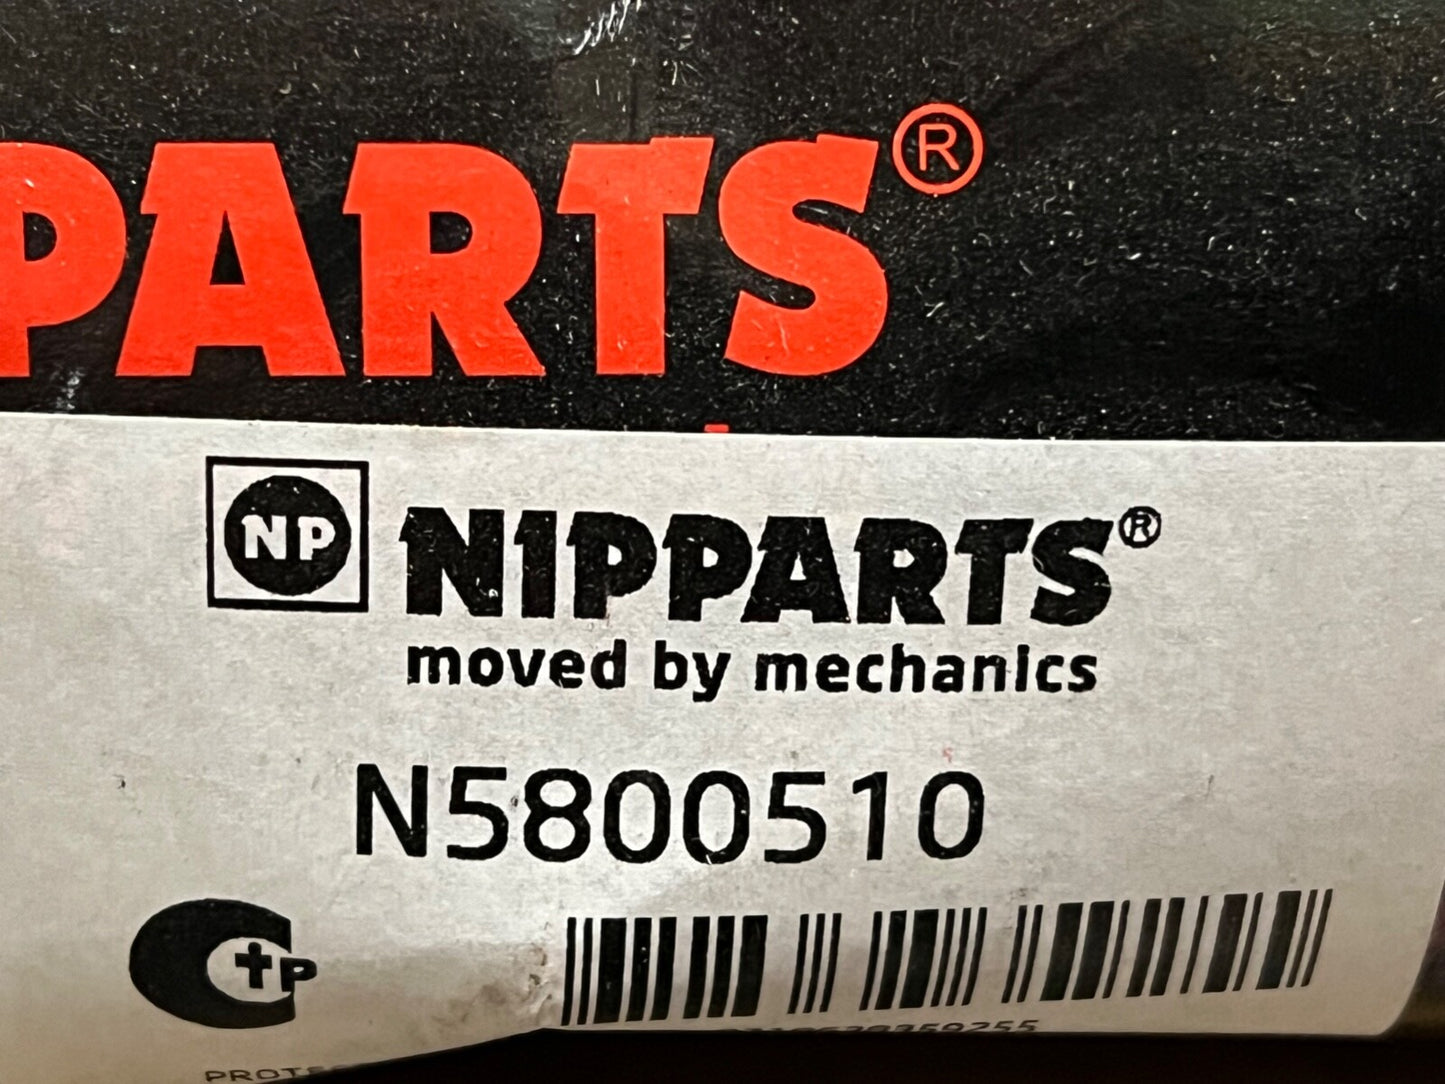 PARTS®
NP
NIPPARTS®
moved by mechanics
N5800510